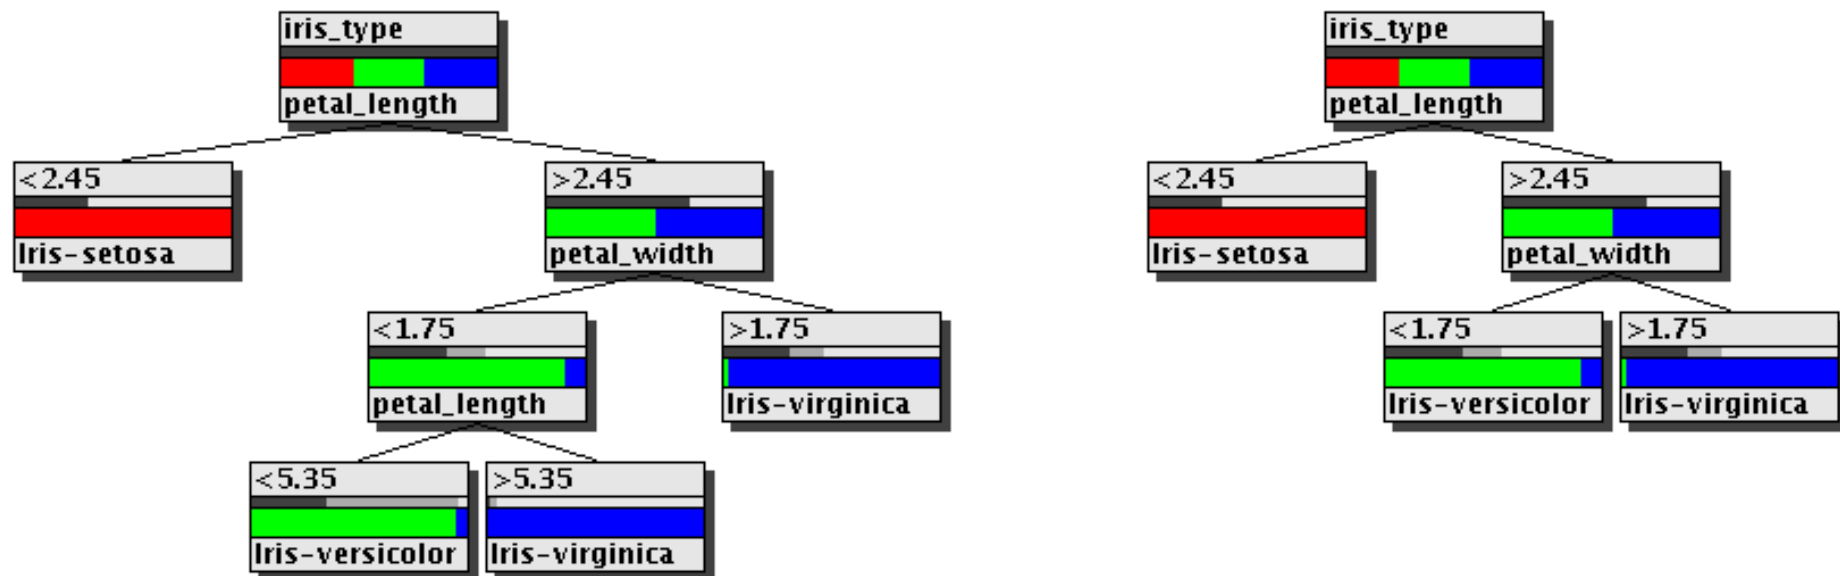 iris_type
petal_length
<2.45
Iris-setosa
>2.45
petal_width
<1.75
petal_length
>1.75
Iris-virginica
<5.35
Iris-versicolor
>5.35
Iris-virginica
iris_type
petal_length
<2.45
Iris-setosa
>2.45
petal_width
<1.75
Iris-versicolor
>1.75
Iris-virginica